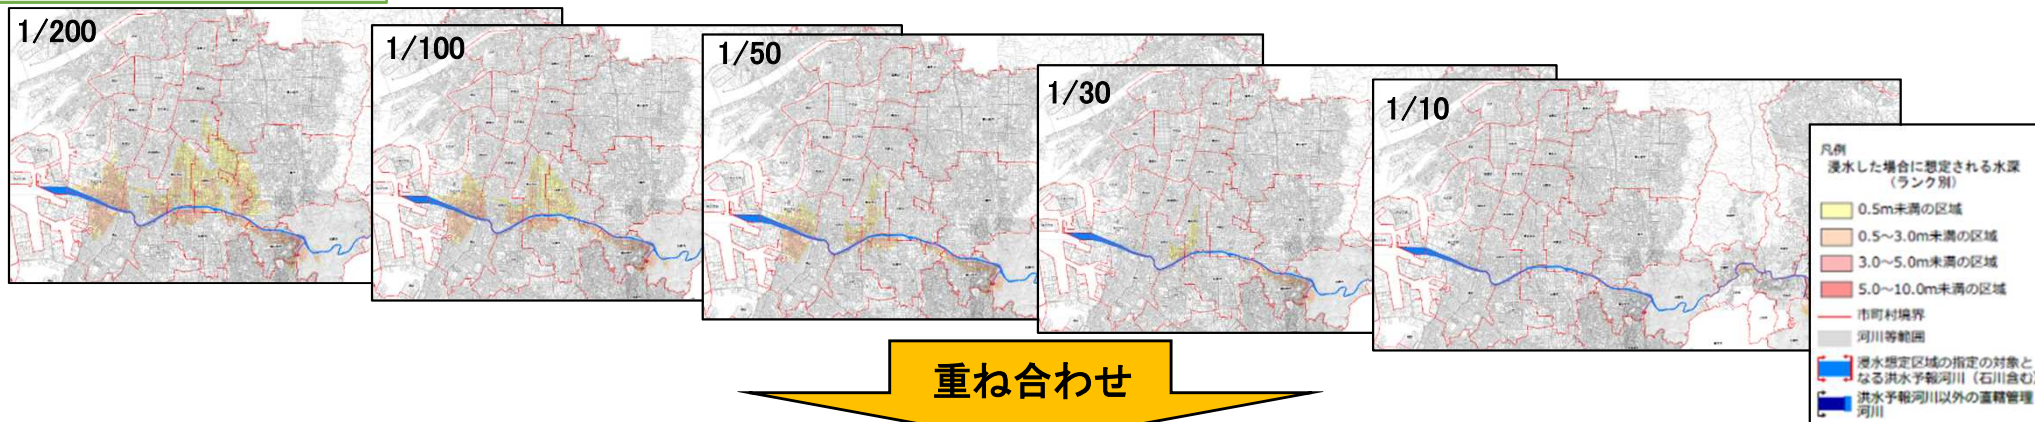 1/200
1/100
1/50
1/30
1/10
凡例
浸水した場合に想定される水深
（ランク別）
0.5m未満の区域
0.5～3.0m未満の区域
3.0～5.0m未満の区域
5.0～10.0m未満の区域
市町村境界
河川等範囲
浸水想定区域の指定の対象と
なる洪水予報河川（石川含む）
洪水予報河川以外の直轄管理
河川
重ね合わせ